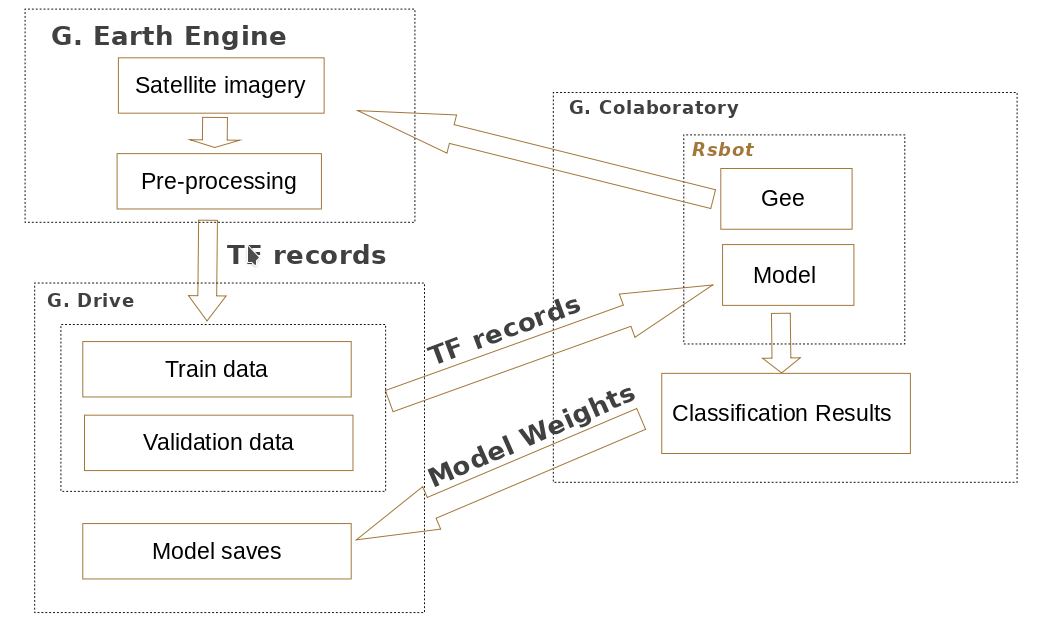 G. Earth Engine
Satellite imagery
Pre-processing
TF records
G. Drive
Train data
Validation data
Model saves
TF records
Model Weights
G. Colaboratory
Rsbot
Gee
Model
Classification Results